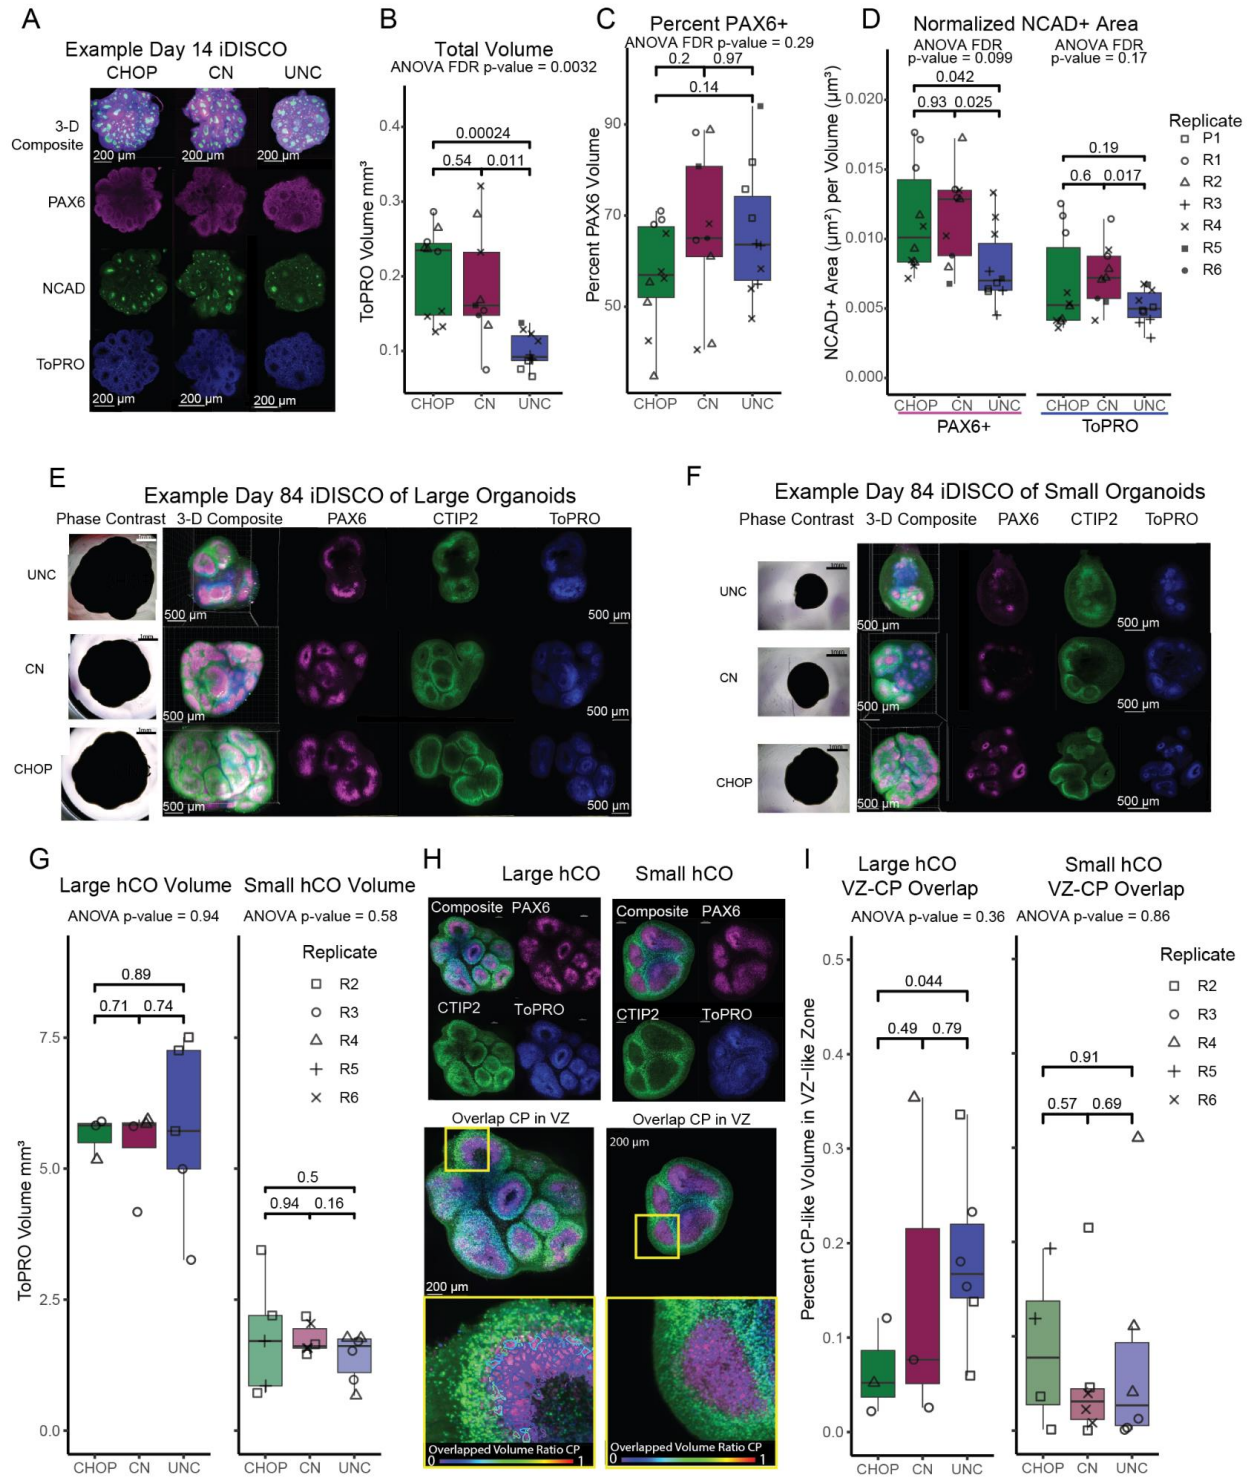 A
Example Day 14 iDISCO
CHOP CN UNC
3-D
Composite
200 µm 200 µm 200 µm
PAX6
NCAD
ToPRO
200 µm 200 µm 200 µm
B
Total Volume
ANOVA FDR p-value = 0.0032
ToPRO Volume mm³
0.4
0.3
0.2
0.1
0.00024
0.54 0.011
CHOP CN UNC
C
Percent PAX6+
ANOVA FDR p-value = 0.29
Percent PAX6 Volume
90
70
50
0.2 0.97
0.14
CHOP CN UNC
D
Normalized NCAD+ Area
ANOVA FDR
p-value = 0.099
ANOVA FDR
p-value = 0.17
NCAD+ Area (µm²) per Volume (µm³)
0.020
0.015
0.010
0.005
0.000
0.042
0.93 0.025
0.19
0.6 0.017
CHOP CN UNC
PAX6+
CHOP CN UNC
ToPRO
Replicate
P1
R1
R2
R3
R4
R5
R6
E
Example Day 84 iDISCO of Large Organoids
Phase Contrast 3-D Composite PAX6 CTIP2 ToPRO
UNC
1mm
500 µm 500 µm
CN
1mm
500 µm 500 µm
CHOP
1mm
500 µm 500 µm
F
Example Day 84 iDISCO of Small Organoids
Phase Contrast 3-D Composite PAX6 CTIP2 ToPRO
UNC
1mm
500 µm 500 µm
CN
1mm
500 µm 500 µm
CHOP
1mm
500 µm 500 µm
G
Large hCO Volume
ANOVA p-value = 0.94
Small hCO Volume
ANOVA p-value = 0.58
ToPRO Volume mm³
7.5
5.0
2.5
0.0
0.89
0.71 0.74
0.5
0.94 0.16
Replicate
R2
R3
R4
R5
R6
CHOP CN UNC
CHOP CN UNC
H
Large hCO Small hCO
Composite PAX6
CTIP2 ToPRO
Composite PAX6
CTIP2 ToPRO
Overlap CP in VZ
200 µm
Overlap CP in VZ
200 µm
Overlapped Volume Ratio CP
0 1
Overlapped Volume Ratio CP
0 1
I
Large hCO
VZ-CP Overlap
ANOVA p-value = 0.36
Small hCO
VZ-CP Overlap
ANOVA p-value = 0.86
Percent CP-like Volume in VZ-like Zone
0.5
0.4
0.3
0.2
0.1
0.0
0.044
0.49 0.79
0.91
0.57 0.69
Replicate
R2
R3
R4
R5
R6
CHOP CN UNC
CHOP CN UNC